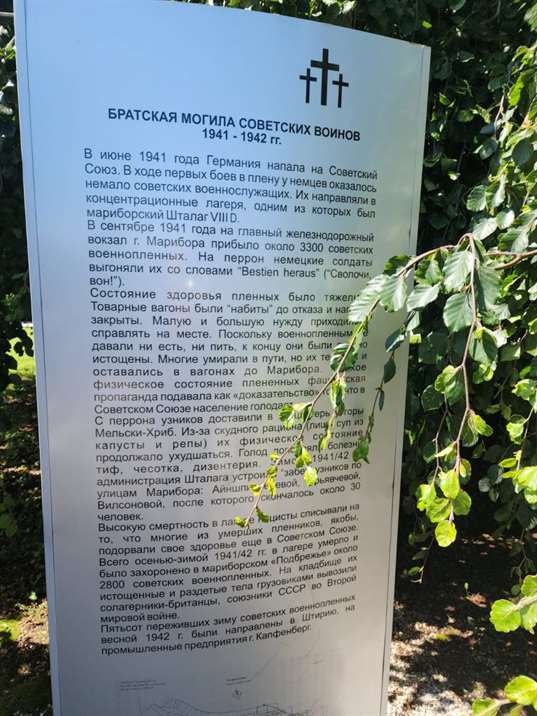 БРАТСКАЯ МОГИЛА СОВЕТСКИХ ВОИНОВ
1941 - 1942 гг.
В июне 1941 года Германия напала на Советский
Союз. В ходе первых боев в плену у немцев оказалось
немало советских военнослужащих. Их направляли в
концентрационные лагеря, одним из которых был
мариборский Шталаг VIII D.
В сентябре 1941 года на главный железнодорожный
вокзал г. Марибора прибыло около 3300 советских
военнопленных. На перрон немецкие солдаты
выгоняли их со словами "Bestien heraus" ("Сволочи,
вон!").
Состояние здоровья пленных было
Товарные вагоны были "набиты" до отказа и
закрыты. Малую и большую нужду
справлять на месте. Поскольку военнопленным
давали ни есть, ни пить, к концу они были
истощены. Многие умирали в пути, но их и
оставались в вагонах до Марибора.
физическое состояние плененных
пропаганда подавала как «доказательство» что в
Советском Союзе население голодает.
С перрона узников доставили в горы
Мельски-Хриб. Из-за скудного рациона суп из
капусты и репы) их физическое состояние
продолжало ухудшаться. Голод
тиф, чесотка, дизентерия. 1941/42
администрация Шталага узников по
улицам Марибора:
Вилсоновой, после которого скончалось около 30
человек.
Высокую смертность в нацисты списывали на
то, что многие из умерших пленников, якобы,
подорвали свое здоровье еще в Советском Союзе.
Всего осенью-зимой 1941/42 гг. в лагере умерло и
было захоронено в мариборском «Подбрежье» около
2800 советских военнопленных. На кладбище их
истощенные и раздетые тела грузовиками вывозили
солагерники-британцы, союзники СССР во Второй
мировой войне.
Пятьсот переживших зиму советских военнопленных
весной 1942 г. были направлены в Штирию, на
промышленные предприятия г. Капфенберг.